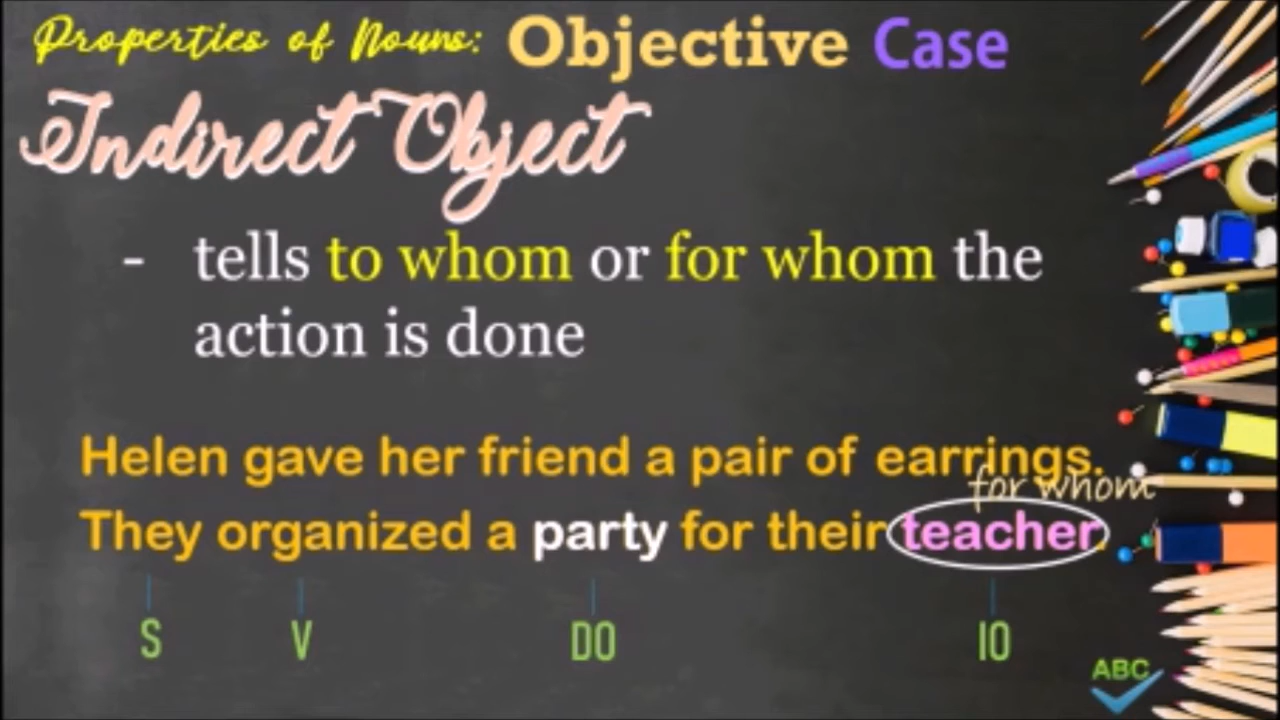 Properties of Nouns: Objective Case
Indirect Object
- tells to whom or for whom the
action is done
Helen gave her friend a pair of earrings.
for whom
They organized a party for their teacher.
S V DO IO
ABC